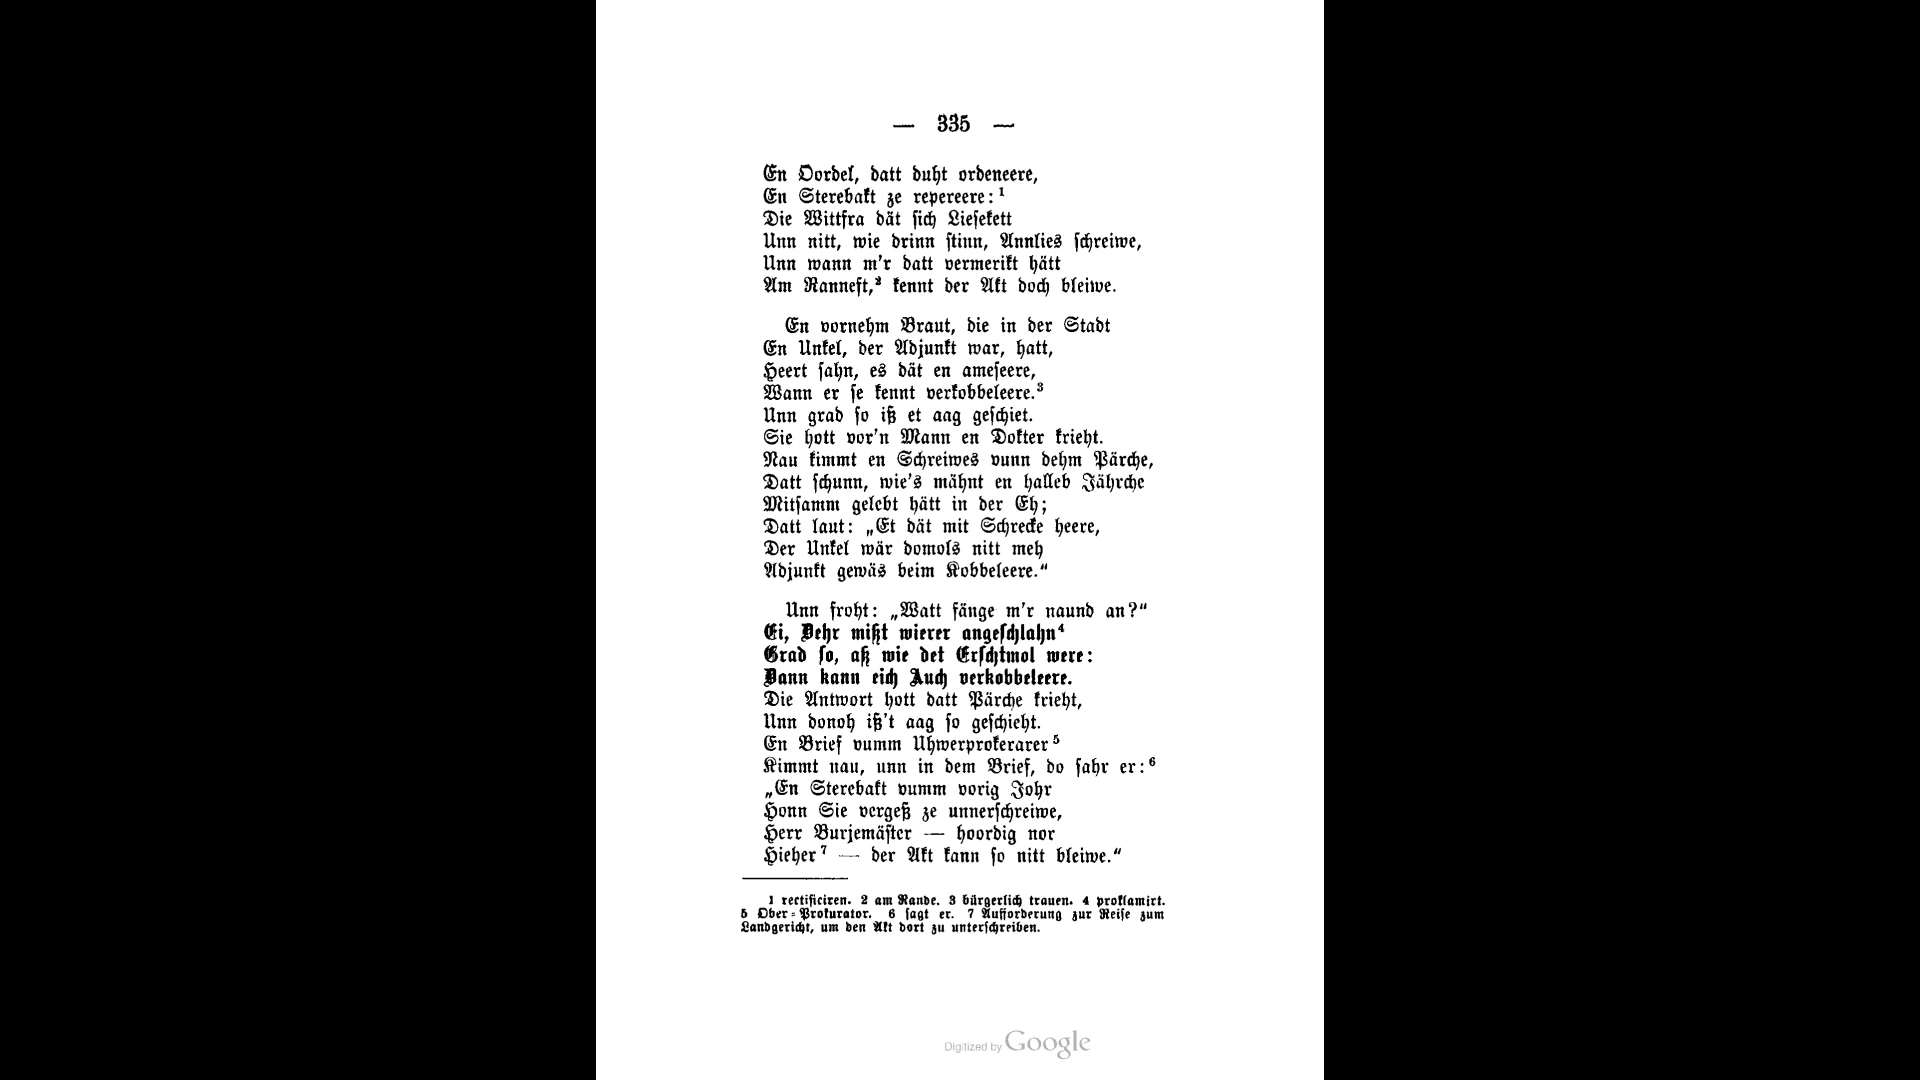 — 335 —
En Oordel, datt duht ordeneere,
En Sterebakt ze repereere: ¹
Die Wittfra dät sich Liesekett
Unn nitt, wie drinn stinn, Annlies schreiwe,
Unn wann m'r datt vermerikt hätt
Am Ranneft,² kennt der Akt doch bleiwe.
En vornehm Braut, die in der Stadt
En Unkel, der Adjunkt war, hatt,
Heert sahn, es dät en ameseere,
Wann er se kennt verkobbeleere.³
Unn grad so iß et aag geschiet.
Sie hott vor'n Mann en Dokter krieht.
Nau kimmt en Schreiwes vunn dehm Pärche,
Datt schunn, wie's mähnt en halleb Jährche
Mitsamm gelebt hätt in der Eh;
Datt laut: „Et dät mit Schrecke heere,
Der Unkel wär domols nitt meh
Adjunkt gewäs beim Kobbeleere.“
Unn froht: „Watt fänge m'r naund an?“
Ei, Dehr mißt wierer angeschlahn⁴
Grad so, aß wie det Erschtmol were:
Dann kann eich Auch verkobbeleere.
Die Antwort hott datt Pärche krieht,
Unn donoh iß't aag so geschieht.
En Brief vumm Uhwerprokerarer ⁵
Kimmt nau, unn in dem Brief, do sahr er: ⁶
„En Sterebakt vumm vorig Johr
Honn Sie vergeß ze unnerschreiwe,
Herr Burjemäster — hoordig nor
Hieher ⁷ — der Akt kann so nitt bleiwe.“
1 rectificiren. 2 am Rande. 3 bürgerlich trauen. 4 proklamirt.
5 Ober-Prokurator. 6 sagt er. 7 Aufforderung zur Reise zum
Landgericht, um den Akt dort zu unterschreiben.
Digitized by Google